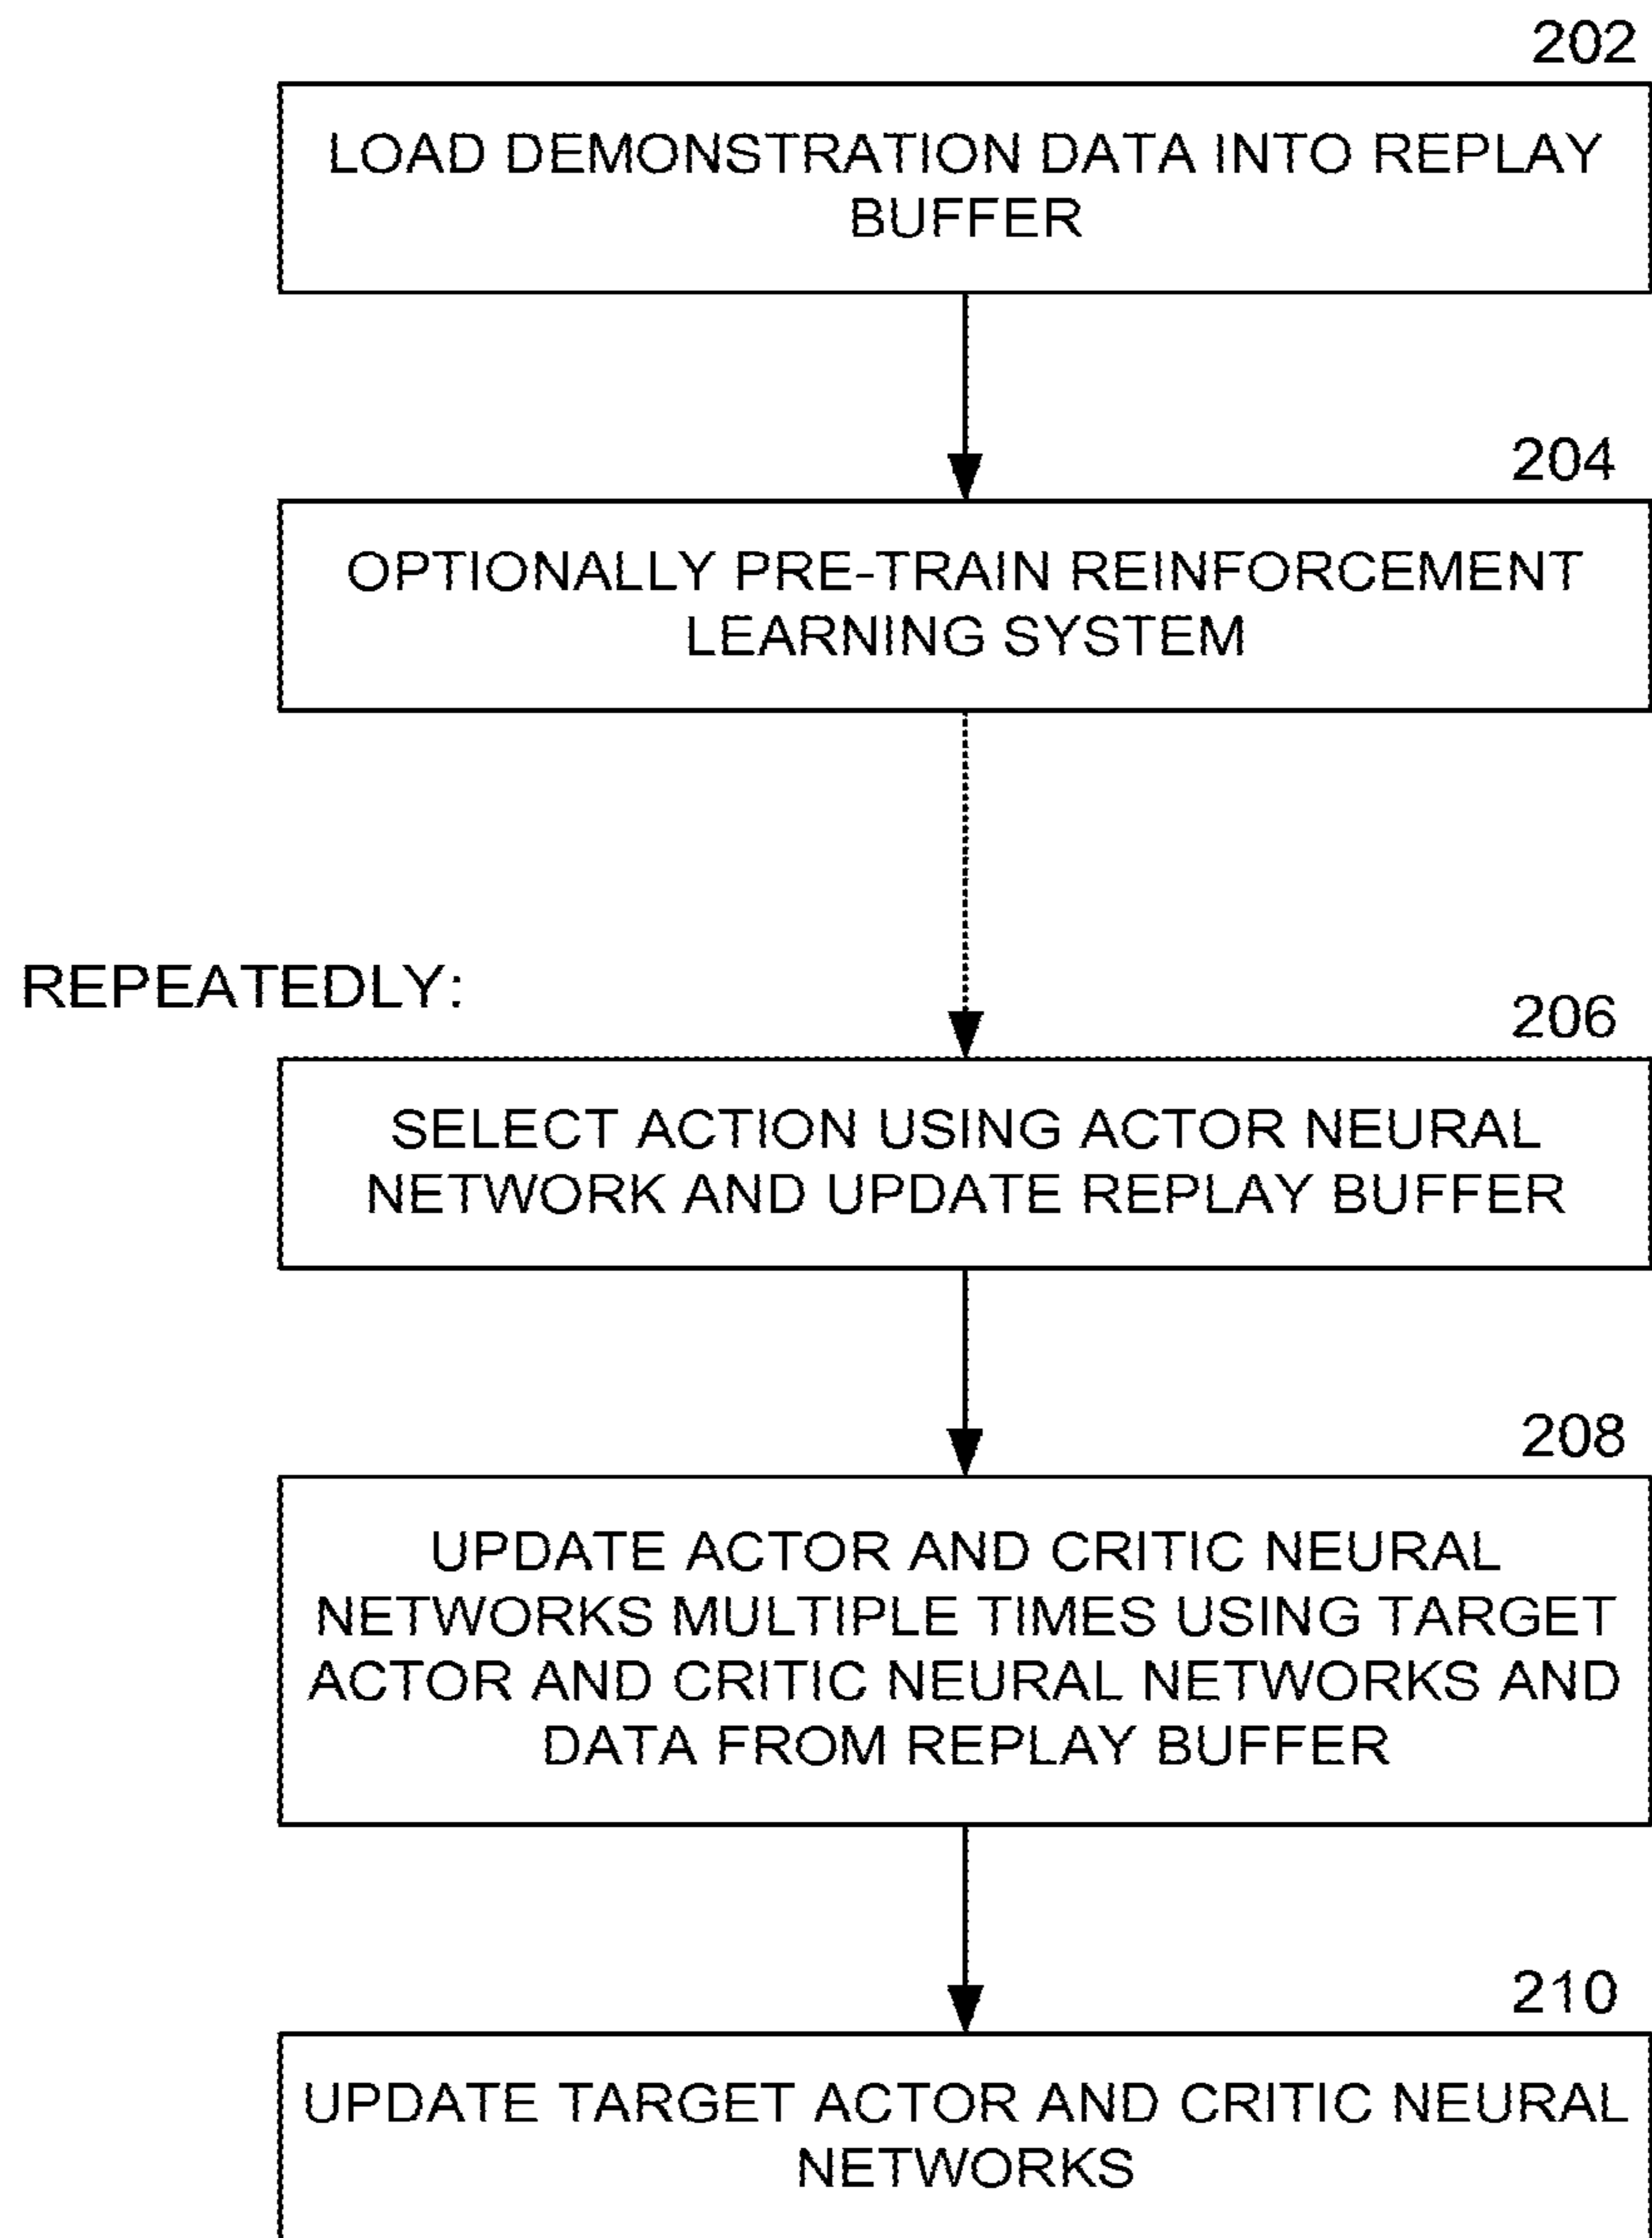 202
LOAD DEMONSTRATION DATA INTO REPLAY
BUFFER
204
OPTIONALLY PRE-TRAIN REINFORCEMENT
LEARNING SYSTEM
REPEATEDLY:
206
SELECT ACTION USING ACTOR NEURAL
NETWORK AND UPDATE REPLAY BUFFER
208
UPDATE ACTOR AND CRITIC NEURAL
NETWORKS MULTIPLE TIMES USING TARGET
ACTOR AND CRITIC NEURAL NETWORKS AND
DATA FROM REPLAY BUFFER
210
UPDATE TARGET ACTOR AND CRITIC NEURAL
NETWORKS